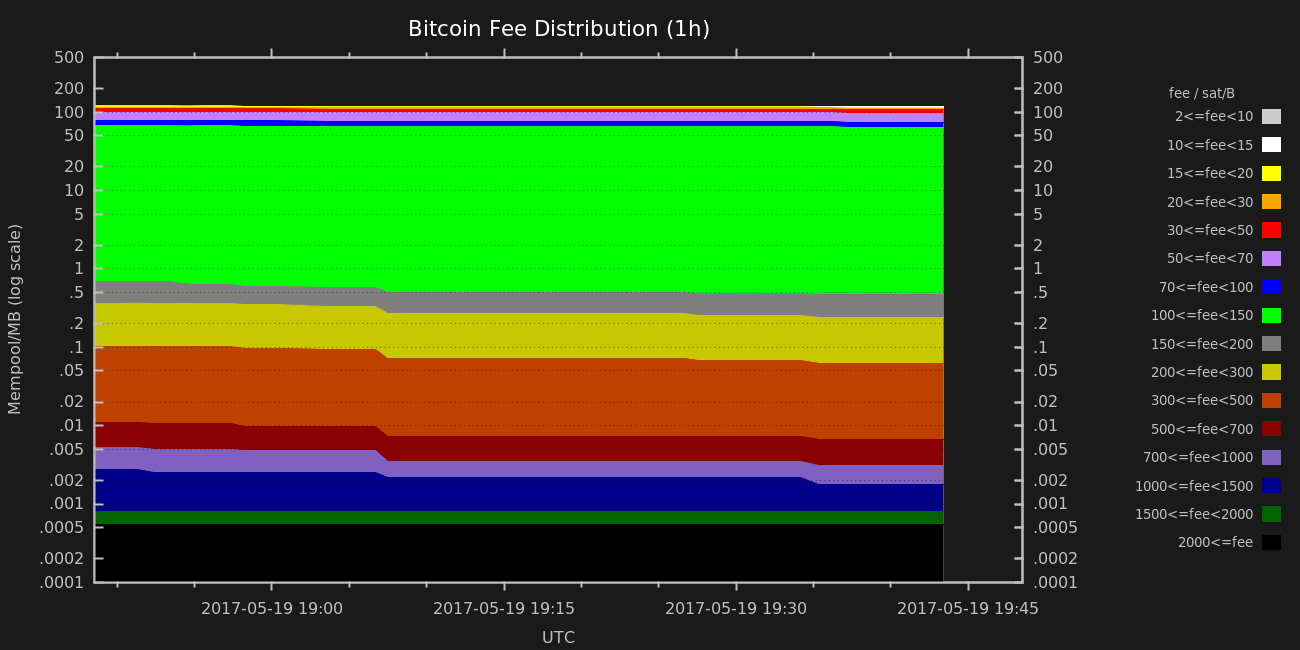 Bitcoin Fee Distribution (1h)
Mempool/MB (log scale)
500
200
100
50
20
10
5
2
1
.5
.2
.1
.05
.02
.01
.005
.002
.001
.0005
.0002
.0001
500
200
100
50
20
10
5
2
1
.5
.2
.1
.05
.02
.01
.005
.002
.001
.0005
.0002
.0001
fee / sat/B
2<=fee<10
10<=fee<15
15<=fee<20
20<=fee<30
30<=fee<50
50<=fee<70
70<=fee<100
100<=fee<150
150<=fee<200
200<=fee<300
300<=fee<500
500<=fee<700
700<=fee<1000
1000<=fee<1500
1500<=fee<2000
2000<=fee
2017-05-19 19:00
2017-05-19 19:15
2017-05-19 19:30
2017-05-19 19:45
UTC